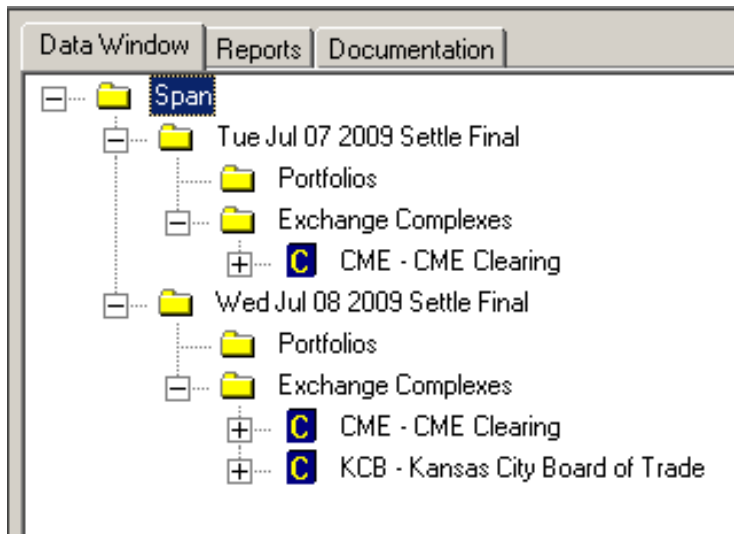 Data Window Reports Documentation
Span
Tue Jul 07 2009 Settle Final
Portfolios
Exchange Complexes
C CME - CME Clearing
Wed Jul 08 2009 Settle Final
Portfolios
Exchange Complexes
C CME - CME Clearing
C KCB - Kansas City Board of Trade